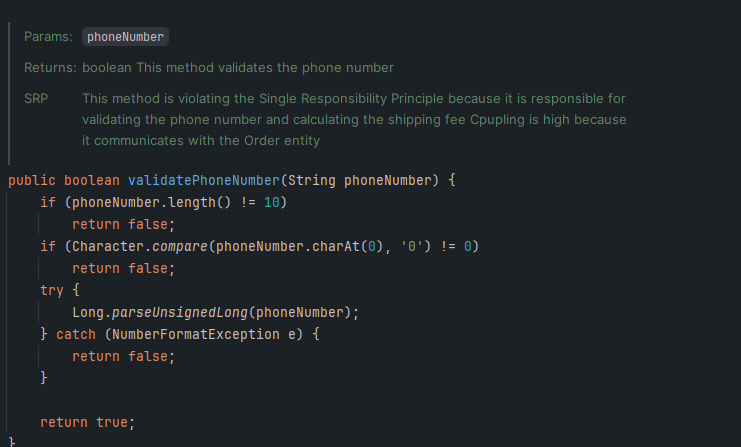 Params: phoneNumber
Returns: boolean This method validates the phone number
SRP This method is violating the Single Responsibility Principle because it is responsible for
validating the phone number and calculating the shipping fee Cpupling is high because
it communicates with the Order entity
public boolean validatePhoneNumber(String phoneNumber) {
    if (phoneNumber.length() != 10)
        return false;
    if (Character.compare(phoneNumber.charAt(0), '0') != 0)
        return false;
    try {
        Long.parseUnsignedLong(phoneNumber);
    } catch (NumberFormatException e) {
        return false;
    }
    return true;
}